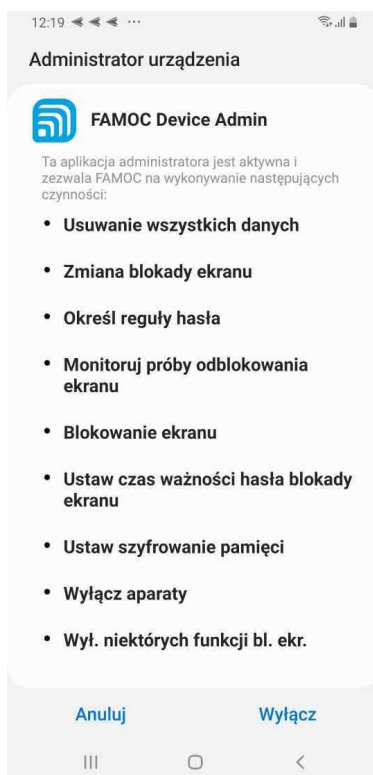 12:19
Administrator urządzenia
FAMOC Device Admin
Ta aplikacja administratora jest aktywna i
zezwala FAMOC na wykonywanie następujących
czynności:
• Usuwanie wszystkich danych
• Zmiana blokady ekranu
• Określ reguły hasła
• Monitoruj próby odblokowania
ekranu
• Blokowanie ekranu
• Ustaw czas ważności hasła blokady
ekranu
• Ustaw szyfrowanie pamięci
• Wyłącz aparaty
• Wył. niektórych funkcji bl. ekr.
Anuluj
Wyłącz